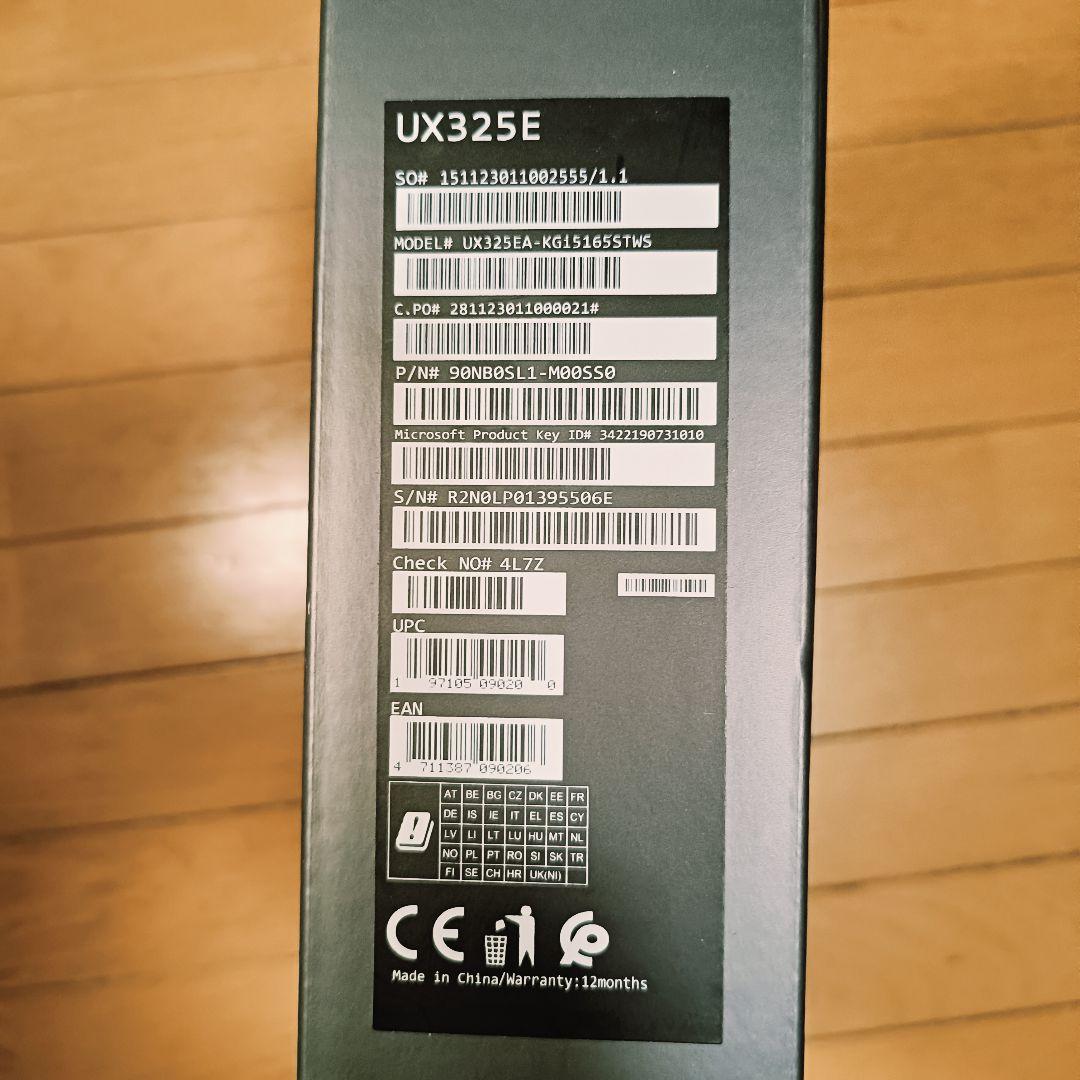 UX325E
SO# 151123011002555/1.1
MODEL# UX325EA-KGi5165STWS
C.PO# 281123011000021#
P/N# 90NB0SL1-M00SS0
Microsoft Product Key ID# 3422190731010
S/N# R2N0LP01395506E
Check NO# 4L7Z
UPC
1 97105 09020 0
EAN
4 711387 090206
AT BE BG CZ DK EE FR
DE IS IE IT EL ES CY
LV LI LT LU HU MT NL
NO PL PT RO SI SK TR
FI SE CH HR UK(NI)
CE
Made in China/Warranty:12months